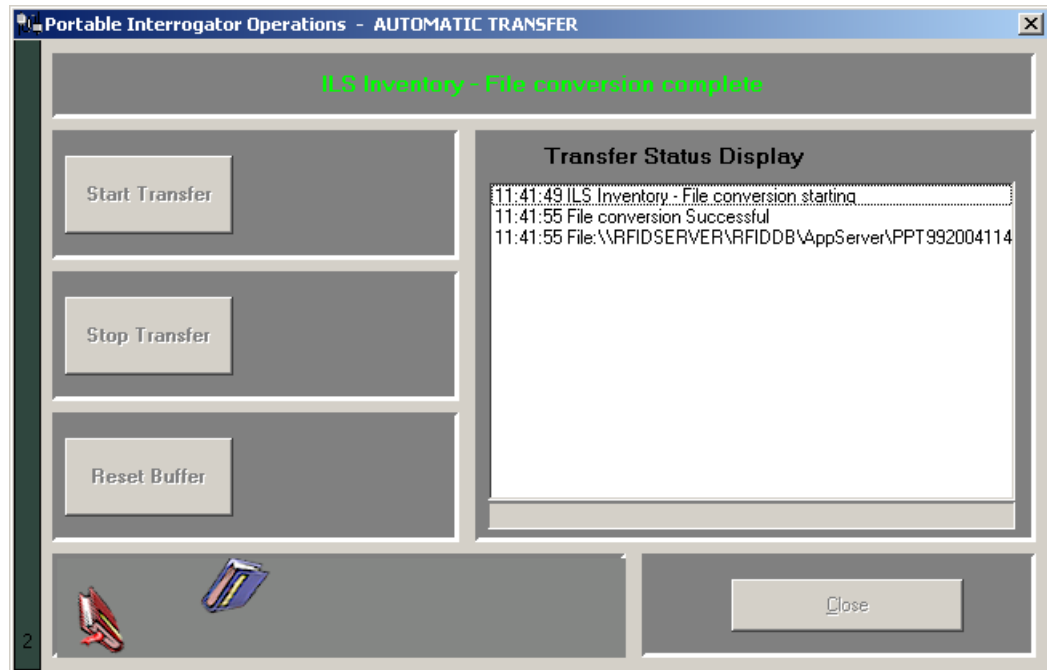 Portable Interrogator Operations - AUTOMATIC TRANSFER
ILS Inventory - File conversion complete
Start Transfer
Stop Transfer
Reset Buffer
Transfer Status Display
11:41:49 ILS Inventory - File conversion starting
11:41:55 File conversion Successful
11:41:55 File:\\RFIDSERVER\RFIDDB\AppServer\PPT992004114
2
Close